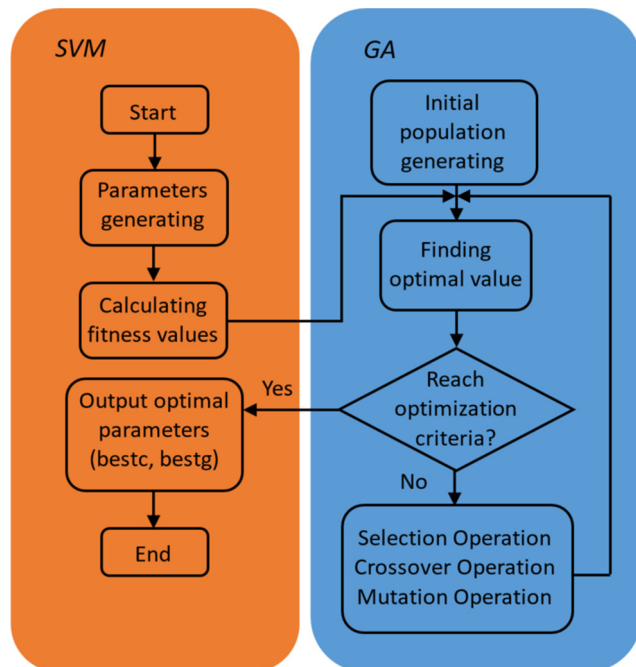 SVM
Start
Parameters
generating
Calculating
fitness values
Output optimal
parameters
(bestc, bestg)
End
Yes
GA
Initial
population
generating
Finding
optimal value
Reach
optimization
criteria?
No
Selection Operation
Crossover Operation
Mutation Operation